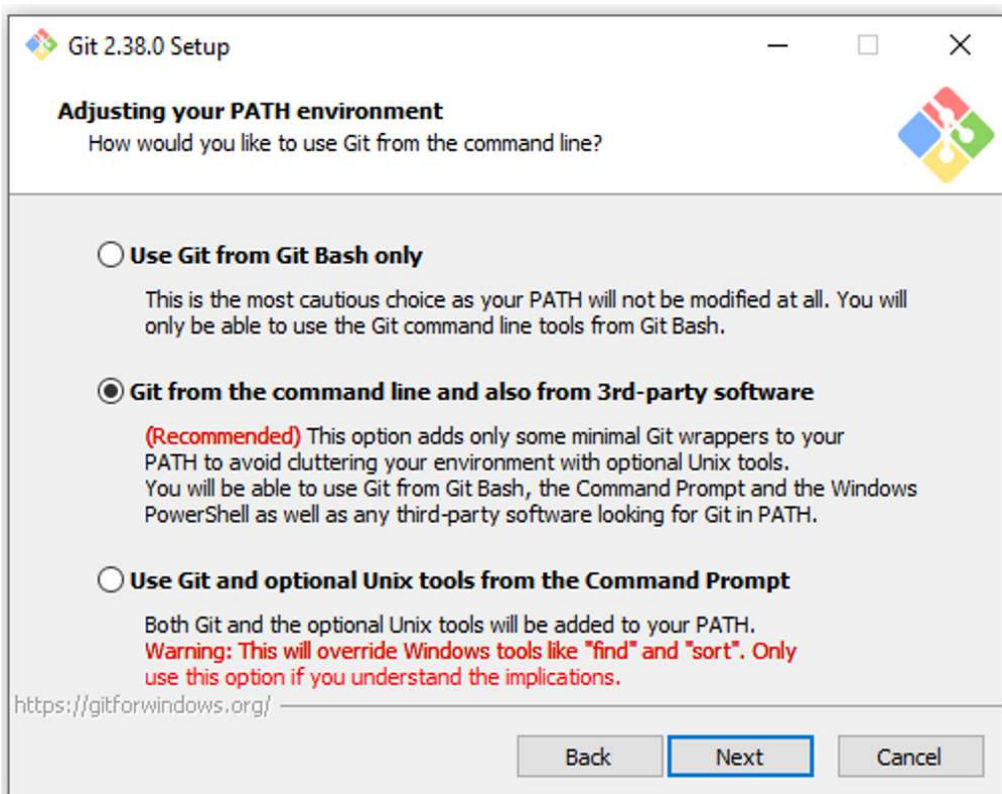 Git 2.38.0 Setup
Adjusting your PATH environment
How would you like to use Git from the command line?
Use Git from Git Bash only
This is the most cautious choice as your PATH will not be modified at all. You will
only be able to use the Git command line tools from Git Bash.
Git from the command line and also from 3rd-party software
(Recommended) This option adds only some minimal Git wrappers to your
PATH to avoid cluttering your environment with optional Unix tools.
You will be able to use Git from Git Bash, the Command Prompt and the Windows
PowerShell as well as any third-party software looking for Git in PATH.
Use Git and optional Unix tools from the Command Prompt
Both Git and the optional Unix tools will be added to your PATH.
Warning: This will override Windows tools like "find" and "sort". Only
use this option if you understand the implications.
https://gitforwindows.org/
Back
Next
Cancel